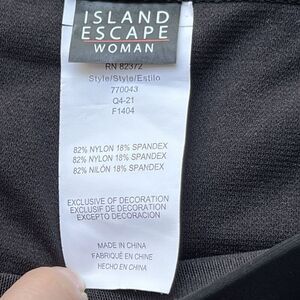 ISLAND
ESCAPE
WOMAN
RN 82372
Style/Style/Estilo
770043
Q4-21
F1404
82% NYLON 18% SPANDEX
82% NYLON 18% SPANDEX
82% NILÓN 18% SPANDEX
EXCLUSIVE OF DECORATION
EXCLUSIF DE DECORATION
EXCEPTO DECORACION
MADE IN CHINA
FABRIQUÉ EN CHINE
HECHO EN CHINA